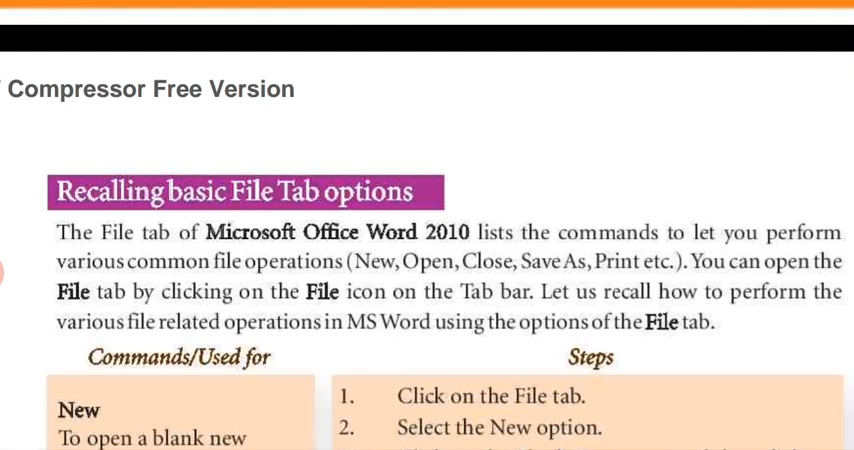 Compressor Free Version
Recalling basic File Tab options
The File tab of Microsoft Office Word 2010 lists the commands to let you perform
various common file operations (New, Open, Close, Save As, Print etc.). You can open the
File tab by clicking on the File icon on the Tab bar. Let us recall how to perform the
various file related operations in MS Word using the options of the File tab.
Commands/Used for Steps
New
To open a blank new
1. Click on the File tab.
2. Select the New option.